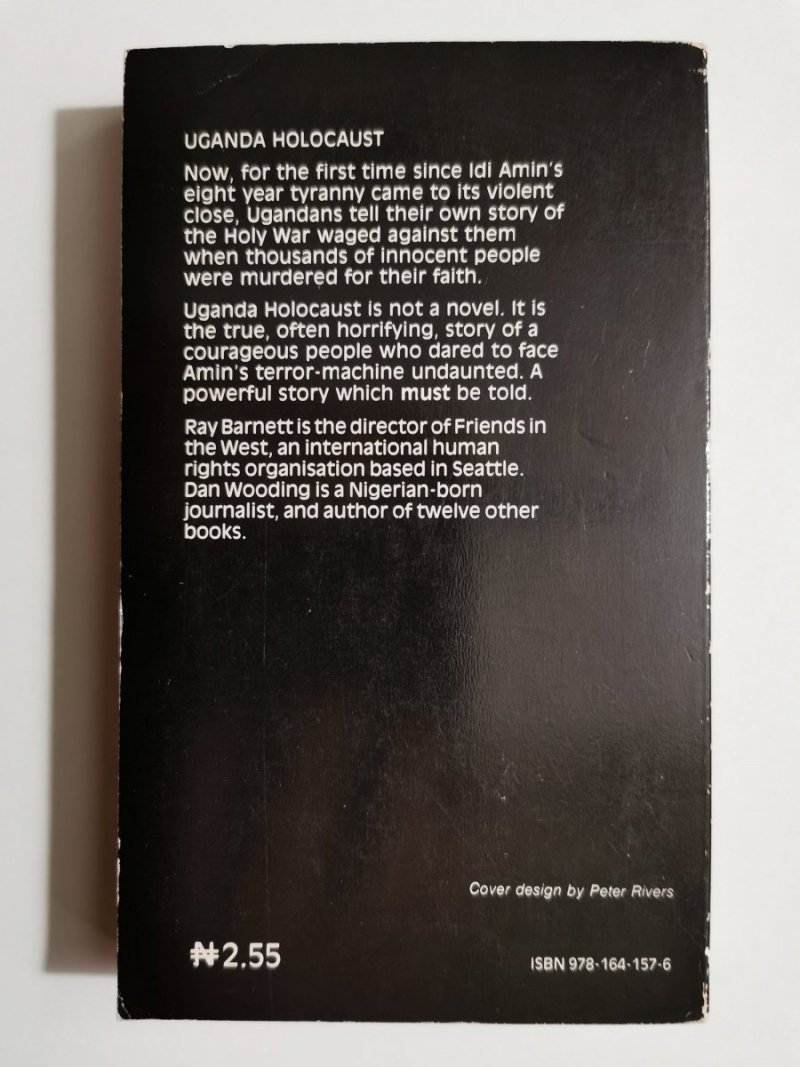 UGANDA HOLOCAUST
Now, for the first time since Idi Amin's
eight year tyranny came to its violent
close, Ugandans tell their own story of
the Holy War waged against them
when thousands of innocent people
were murdered for their faith.
Uganda Holocaust is not a novel. It is
the true, often horrifying, story of a
courageous people who dared to face
Amin's terror-machine undaunted. A
powerful story which must be told.
Ray Barnett is the director of Friends in
the West, an international human
rights organisation based in Seattle.
Dan Wooding is a Nigerian-born
journalist, and author of twelve other
books.
Cover design by Peter Rivers
₦2.55
ISBN 978-164-157-6